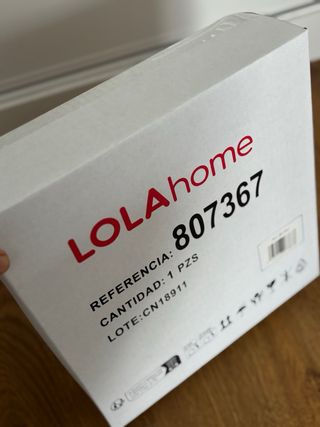 LOLAhome
REFERENCIA: 807367
CANTIDAD: 1 PZS
LOTE:CN18911